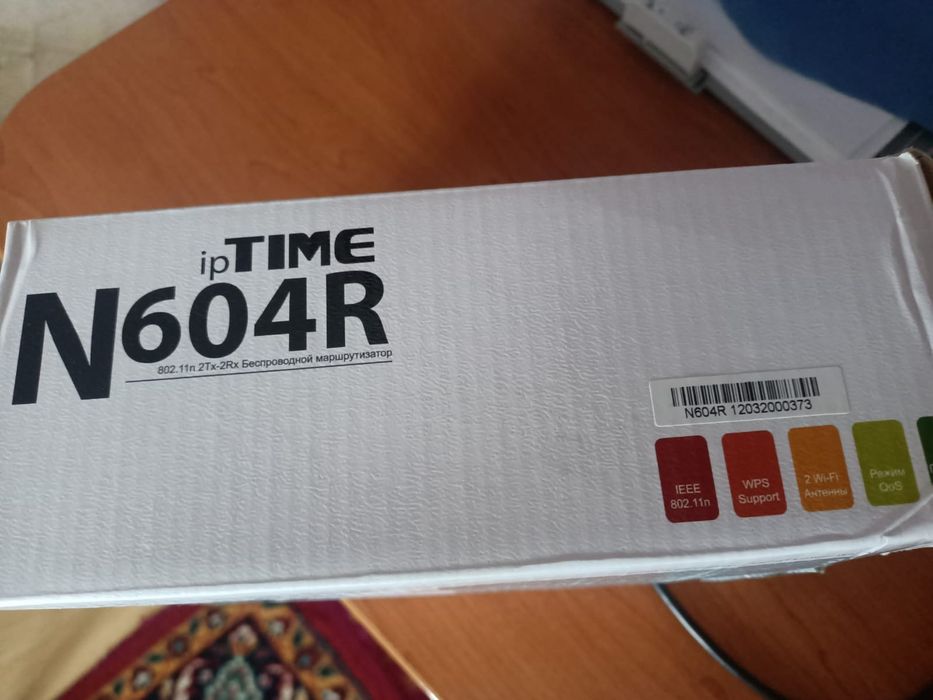 ipTIME
N604R
802.11n 2Tx-2Rx Беспроводной маршрутизатор
N604R 12032000373
IEEE
802.11n
WPS
Support
2 Wi-Fi
Антенны
Режим
QoS